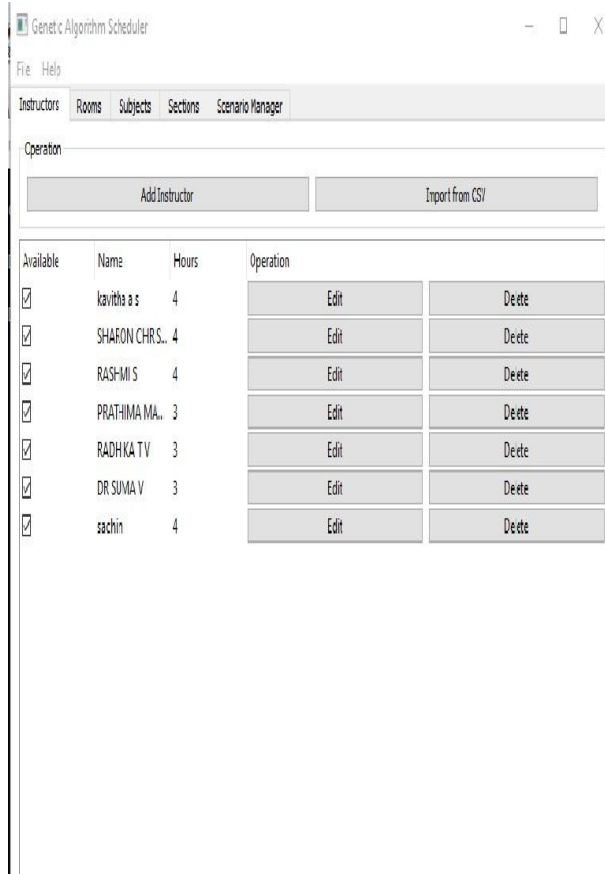 Genetic Algorithm Scheduler
File Help
Instructors Rooms Subjects Sections Scenario Manager
Operation
Add Instructor Import from CSV
Available Name Hours Operation
kavitha a s 4 Edit Delete
SHARON CHRIS... 4 Edit Delete
RASHMI S 4 Edit Delete
PRATHIMA MA... 3 Edit Delete
RADHIKA T V 3 Edit Delete
DR SUMA V 3 Edit Delete
sachin 4 Edit Delete